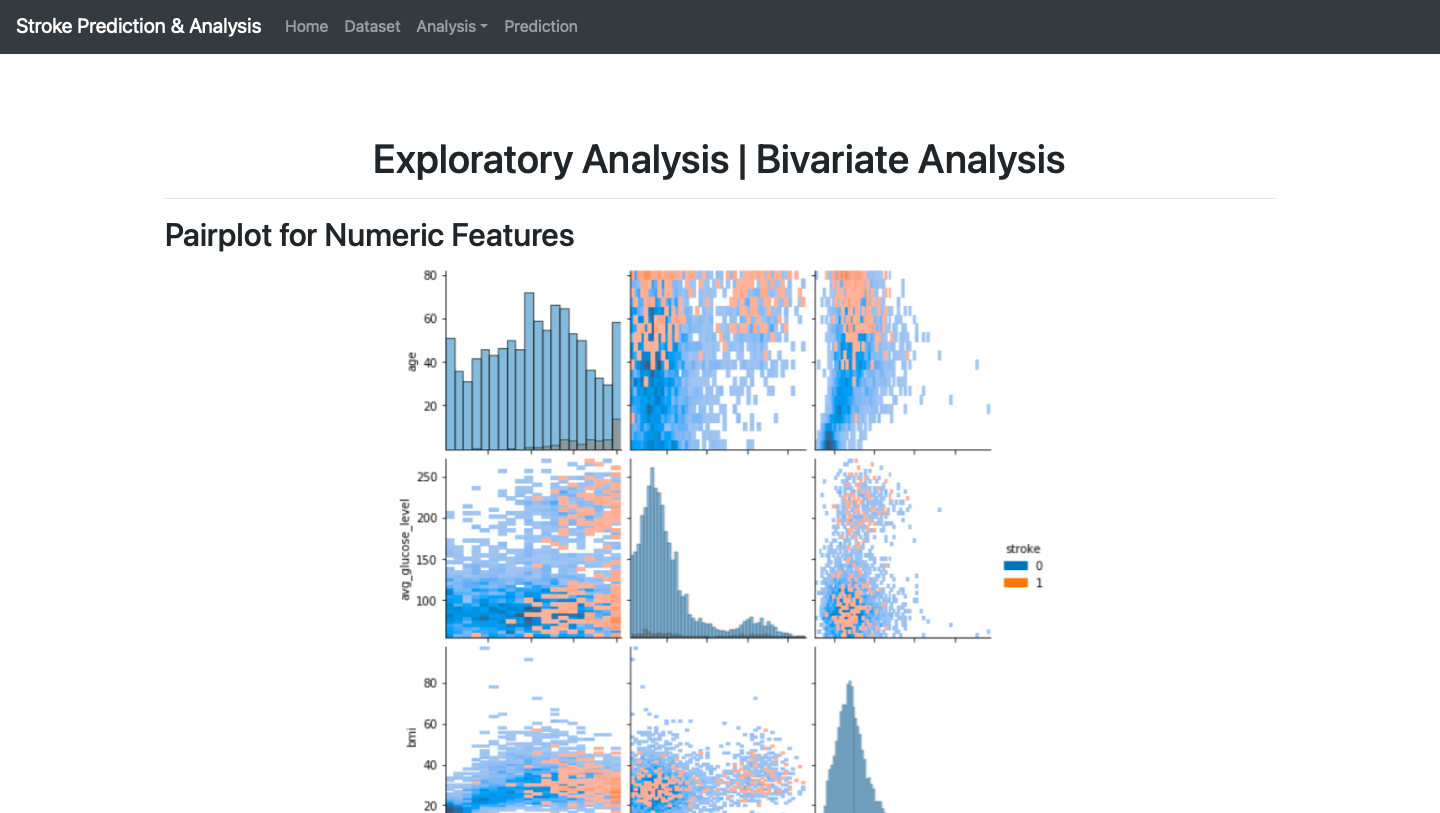 Stroke Prediction & Analysis Home Dataset Analysis Prediction
Exploratory Analysis | Bivariate Analysis
Pairplot for Numeric Features
80
60
40
20
age
250
200
150
100
avg_glucose_level
stroke
0
1
80
60
40
20
bmi